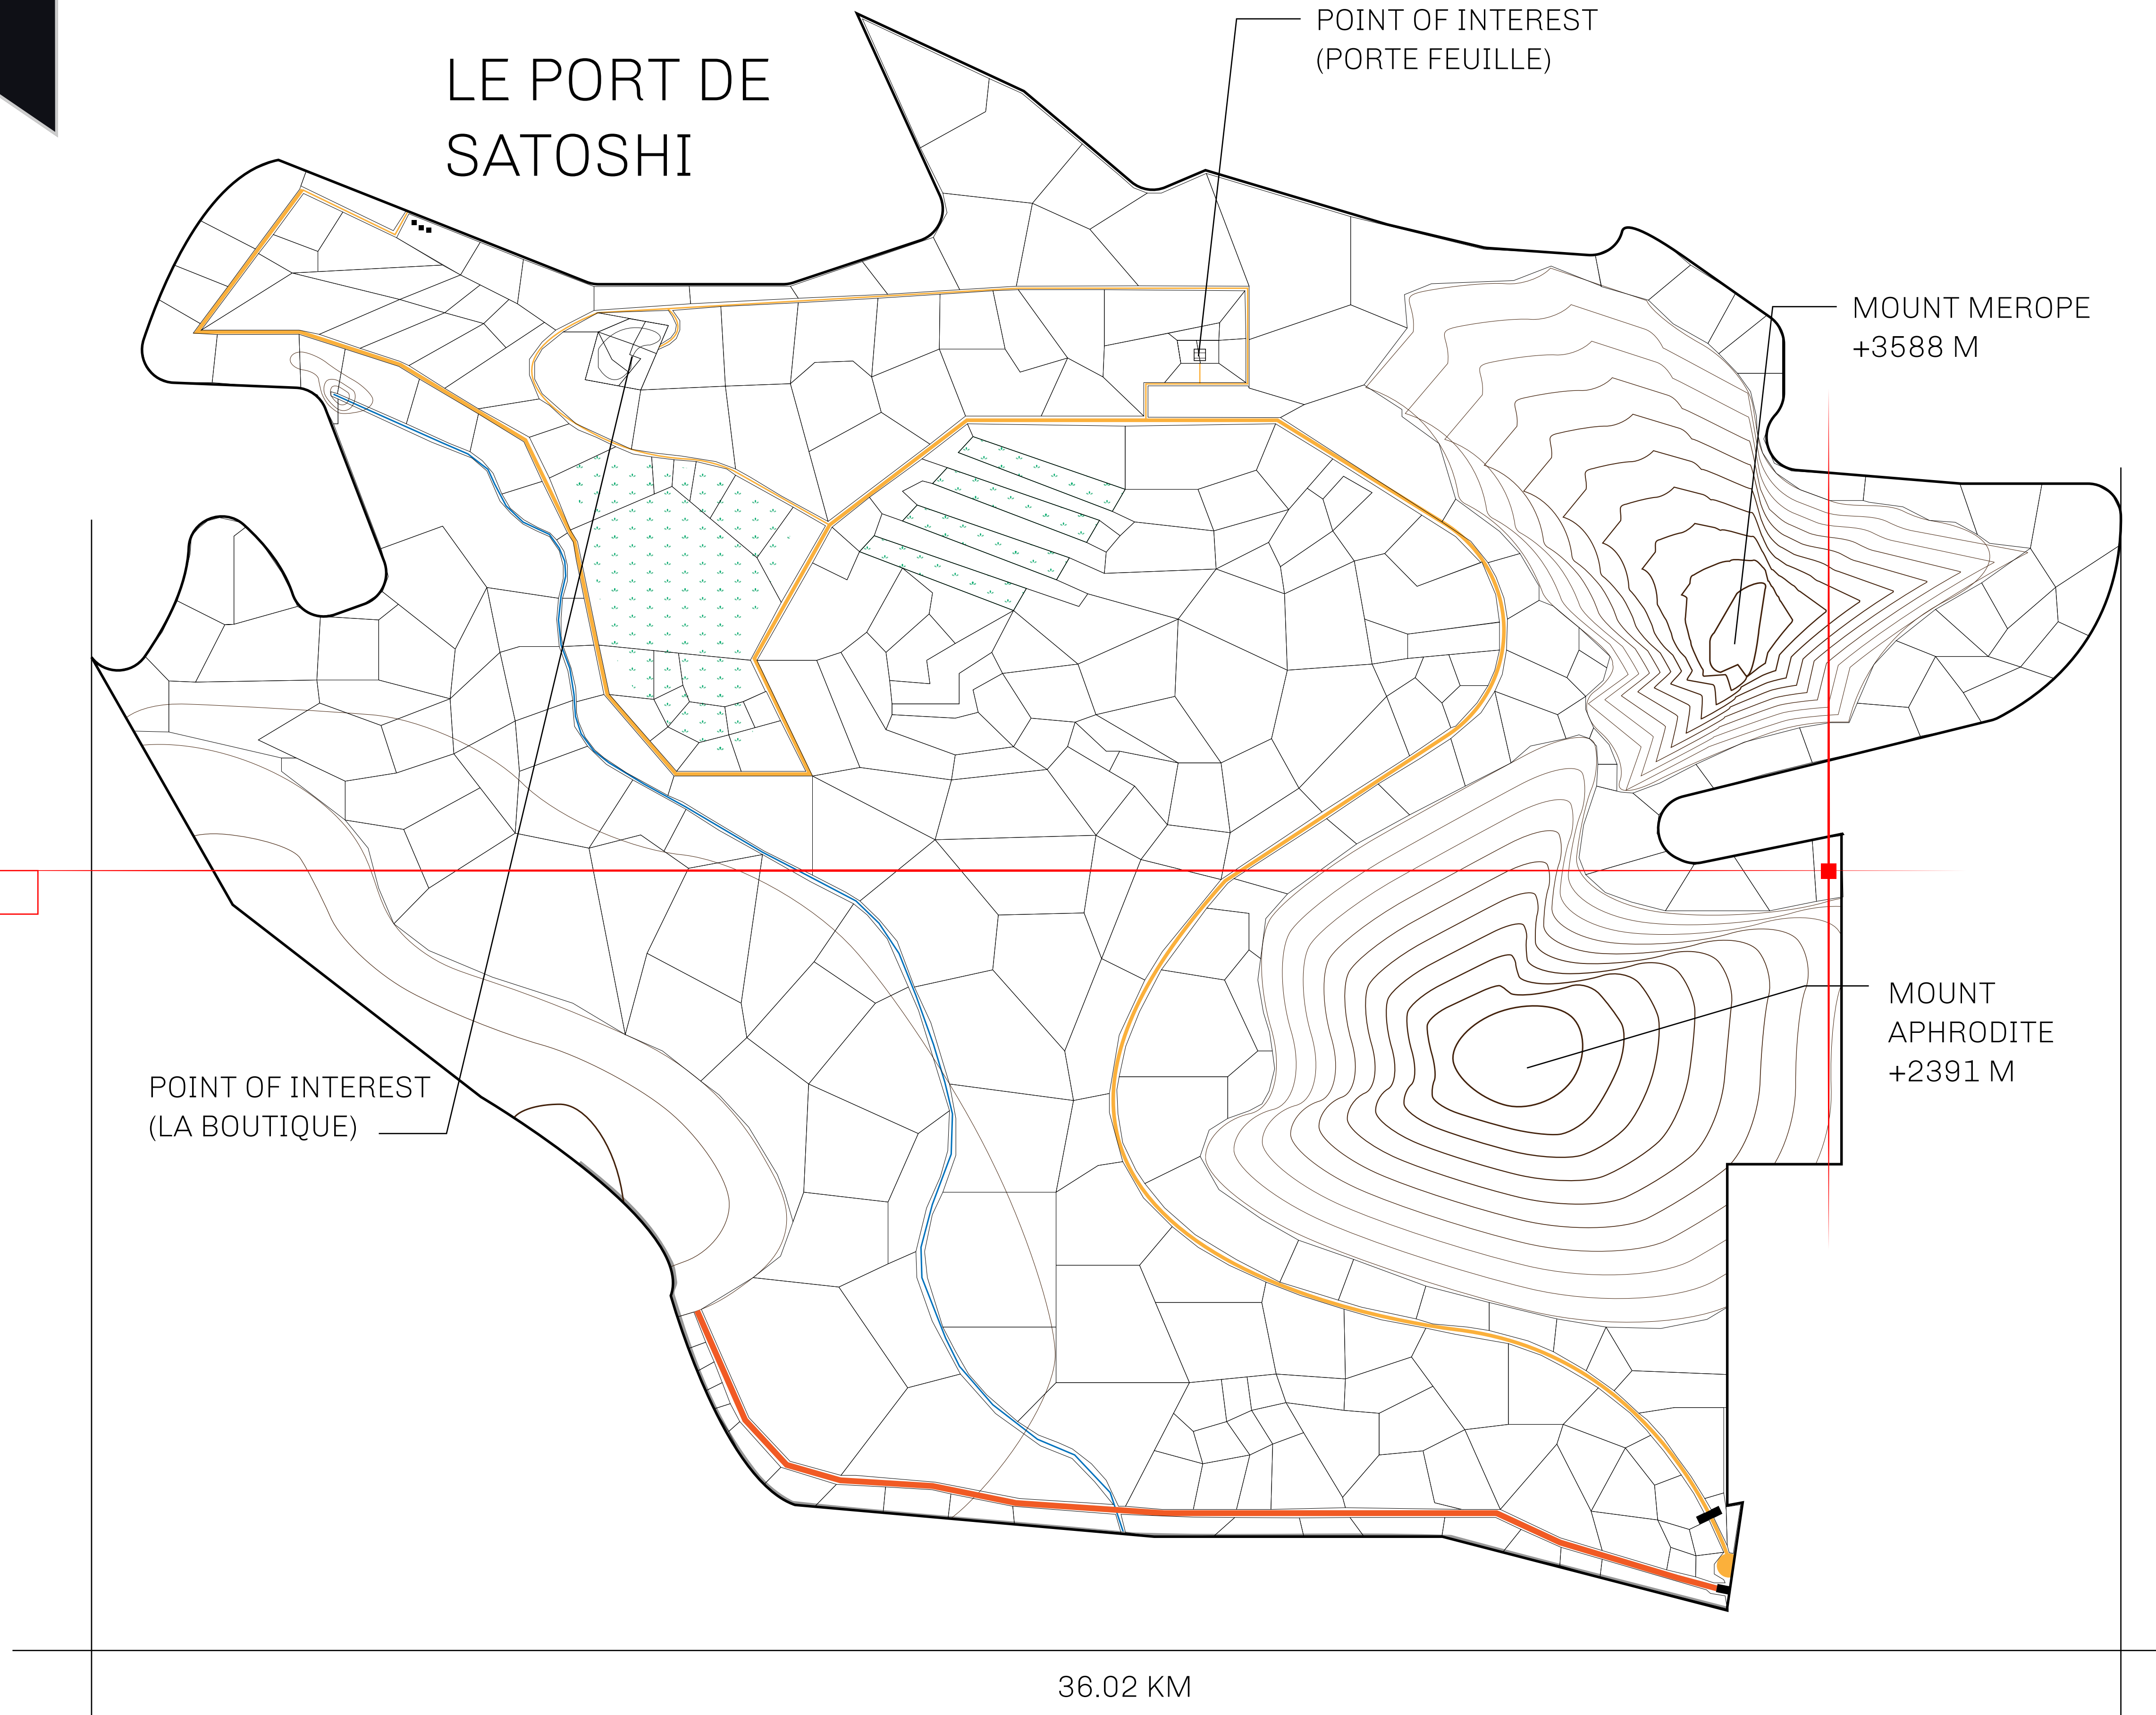 LE PORT DE
SATOSHI
POINT OF INTEREST
(PORTE FEUILLE)
MOUNT MEROPE
+3588 M
MOUNT
APHRODITE
+2391 M
POINT OF INTEREST
(LA BOUTIQUE)
36.02 KM